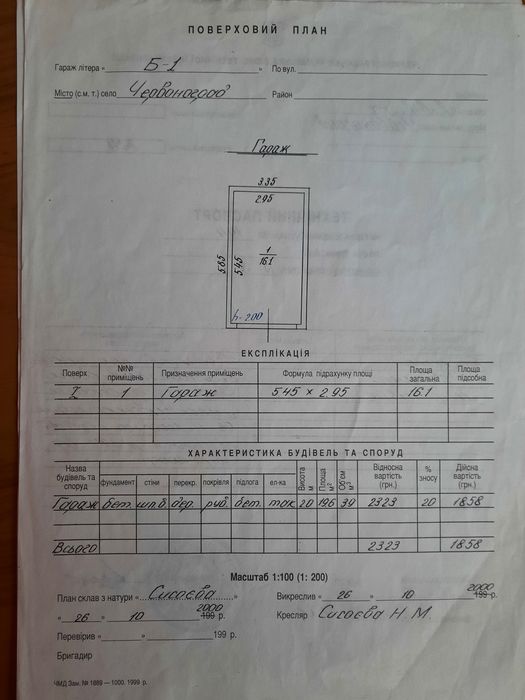 ПОВЕРХОВИЙ ПЛАН
Гараж літера « Б-1 » По вул.
Місто (с.м.т.) село Червоноград Район
Гараж
3.35
2.95
5.85
5.45
1
16.1
h-2.00
ЕКСПЛІКАЦІЯ
Поверх №№ приміщень Призначення приміщень Формула підрахунку площі Площа загальна Площа підсобна
I 1 Гараж 5.45 × 2.95 16.1
ХАРАКТЕРИСТИКА БУДІВЕЛЬ ТА СПОРУД
Назва будівель та споруд фундамент стіни перекр. покрівля підлога ел-ка Висота м Площа м² Об'єм м³ Відносна вартість (грн.) % зносу Дійсна вартість (грн.)
Гараж бет. шл.б. дер. руб. бет. так 2.0 19.6 39 2323 20 1858
Всього 2323 1858
Масштаб 1:100 (1: 200)
План склав з натури « Сисоєва » Викреслив « 26 » 10 2000 199 р.
« 26 » 10 2000 199 р. Кресляр Сисоєва Н.М.
Перевірив « » 199 р.
Бригадир
ЧМД Зам. № 1889 — 1000. 1999 р.